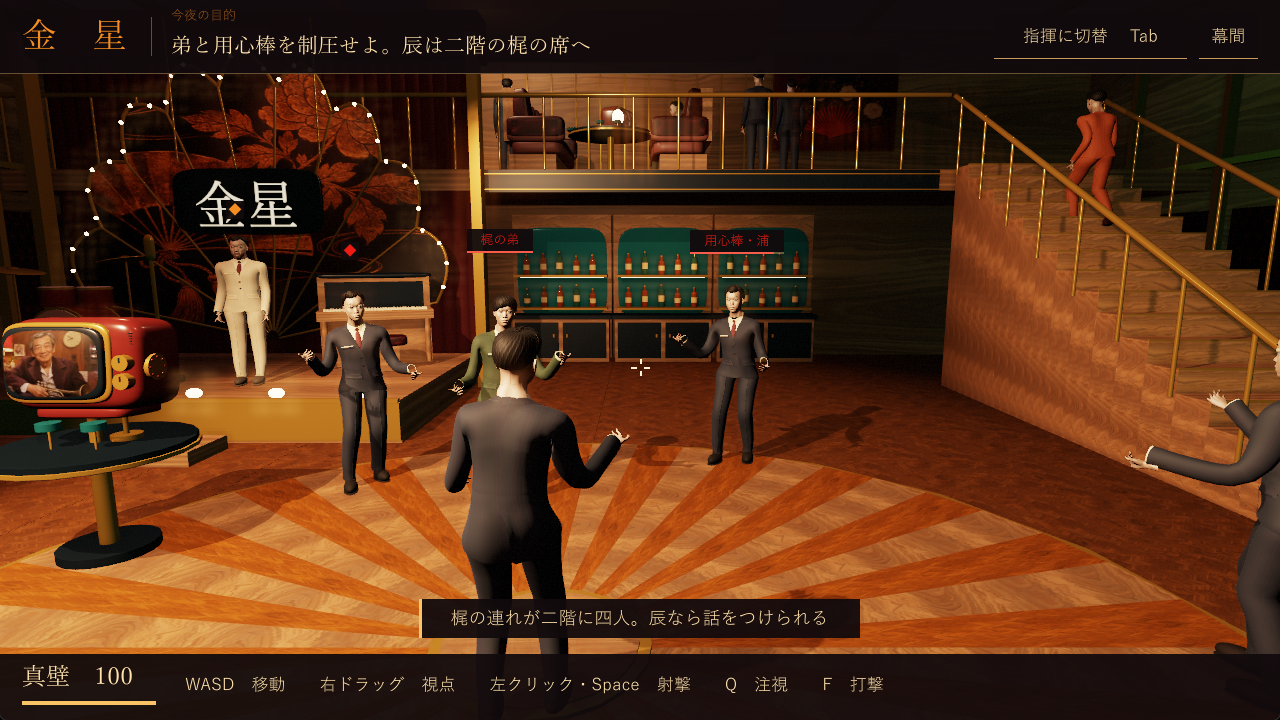 金 星
今夜の目的
弟と用心棒を制圧せよ。辰は二階の梶の席へ
指揮に切替 Tab
幕間
金星
梶の弟
用心棒・浦
梶の連れが二階に四人。辰なら話をつけられる
真壁 100
WASD 移動 右ドラッグ 視点 左クリック・Space 射撃 Q 注視 F 打撃